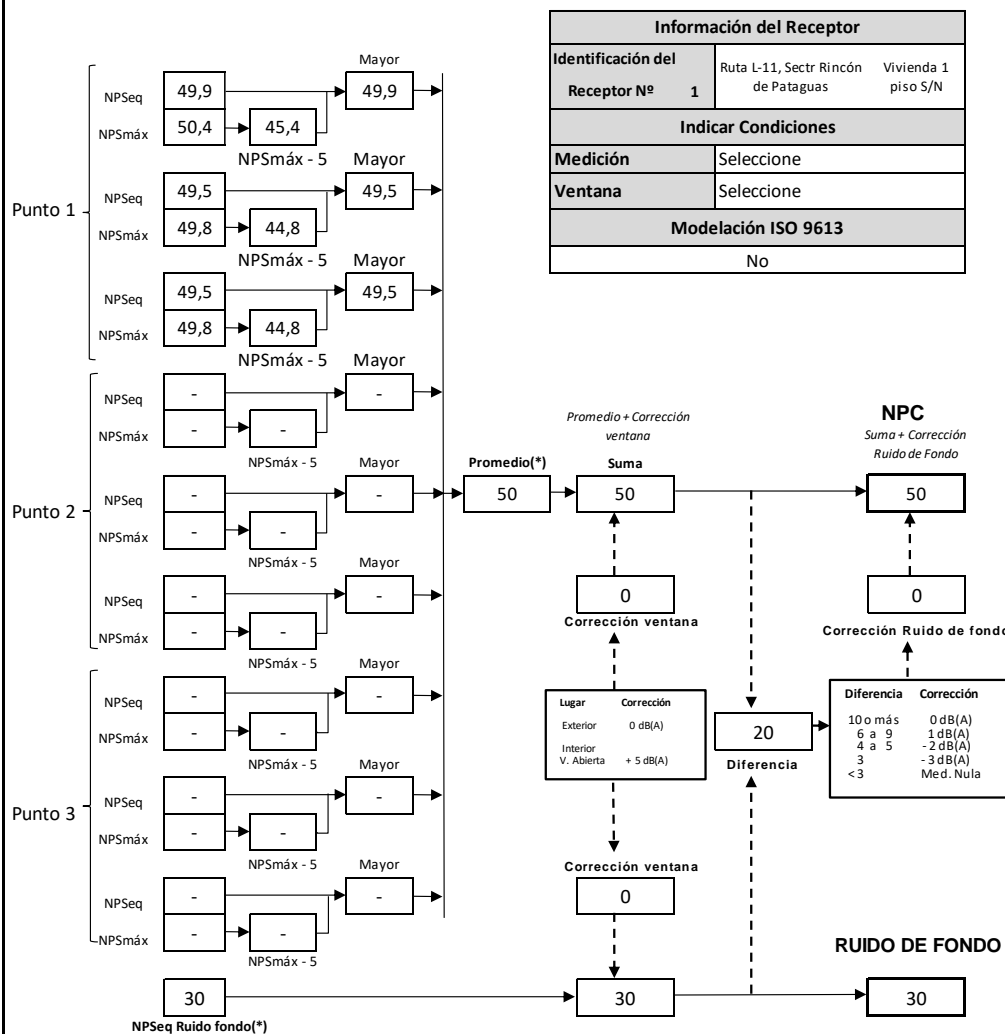 Información del Receptor
Identificación del Receptor Nº 1
Ruta L-11, Sectr Rincón de Pataguas
Vivienda 1 piso S/N
Indicar Condiciones
Medición Seleccione
Ventana Seleccione
Modelación ISO 9613
No
Punto 1
Mayor
NPSeq 49,9 49,9
NPSmáx 50,4 45,4
NPSmáx - 5 Mayor
NPSeq 49,5 49,5
NPSmáx 49,8 44,8
NPSmáx - 5 Mayor
NPSeq 49,5 49,5
NPSmáx 49,8 44,8
NPSmáx - 5 Mayor
Punto 2
NPSeq - -
NPSmáx - -
NPSmáx - 5 Mayor
NPSeq - -
NPSmáx - -
NPSmáx - 5 Mayor
NPSeq - -
NPSmáx - -
NPSmáx - 5 Mayor
Punto 3
NPSeq - -
NPSmáx - -
NPSmáx - 5 Mayor
NPSeq - -
NPSmáx - -
NPSmáx - 5 Mayor
NPSeq - -
NPSmáx - -
NPSmáx - 5
Promedio(*)
50
Promedio + Corrección
ventana
Suma
50
0
Corrección ventana
Lugar Corrección
Exterior 0 dB(A)
Interior
V. Abierta + 5 dB(A)
Corrección ventana
0
20
Diferencia
NPC
Suma + Corrección
Ruido de Fondo
50
0
Corrección Ruido de fondo
Diferencia Corrección
10 o más 0 dB(A)
6 a 9 1 dB(A)
4 a 5 - 2 dB(A)
3 - 3 dB(A)
< 3 Med. Nula
RUIDO DE FONDO
30 30 30
NPSeq Ruido fondo(*)